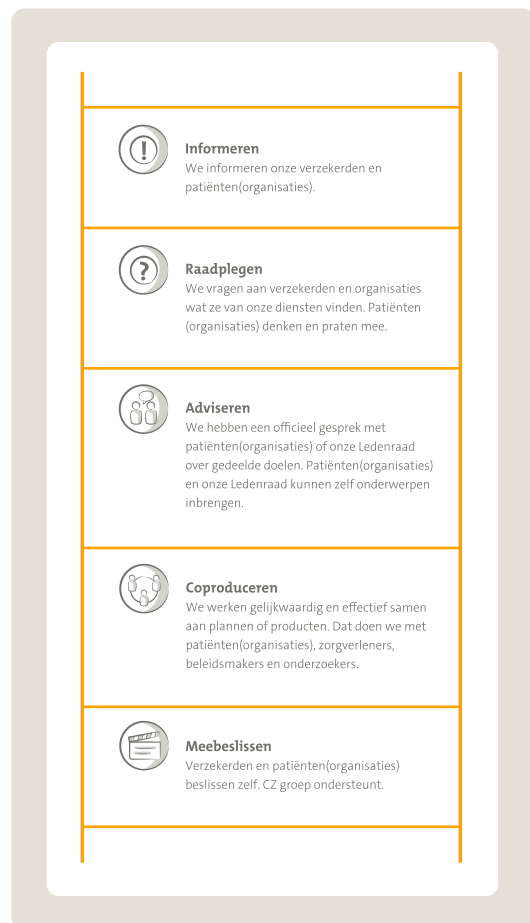 Informeren
We informeren onze verzekerden en
patiënten(organisaties).
Raadplegen
We vragen aan verzekerden en organisaties
wat ze van onze diensten vinden. Patiënten
(organisaties) denken en praten mee.
Adviseren
We hebben een officieel gesprek met
patiënten(organisaties) of onze Ledenraad
over gedeelde doelen. Patiënten(organisaties)
en onze Ledenraad kunnen zelf onderwerpen
inbrengen.
Coproduceren
We werken gelijkwaardig en effectief samen
aan plannen of producten. Dat doen we met
patiënten(organisaties), zorgverleners,
beleidsmakers en onderzoekers.
Meebeslissen
Verzekerden en patiënten(organisaties)
beslissen zelf. CZ groep ondersteunt.